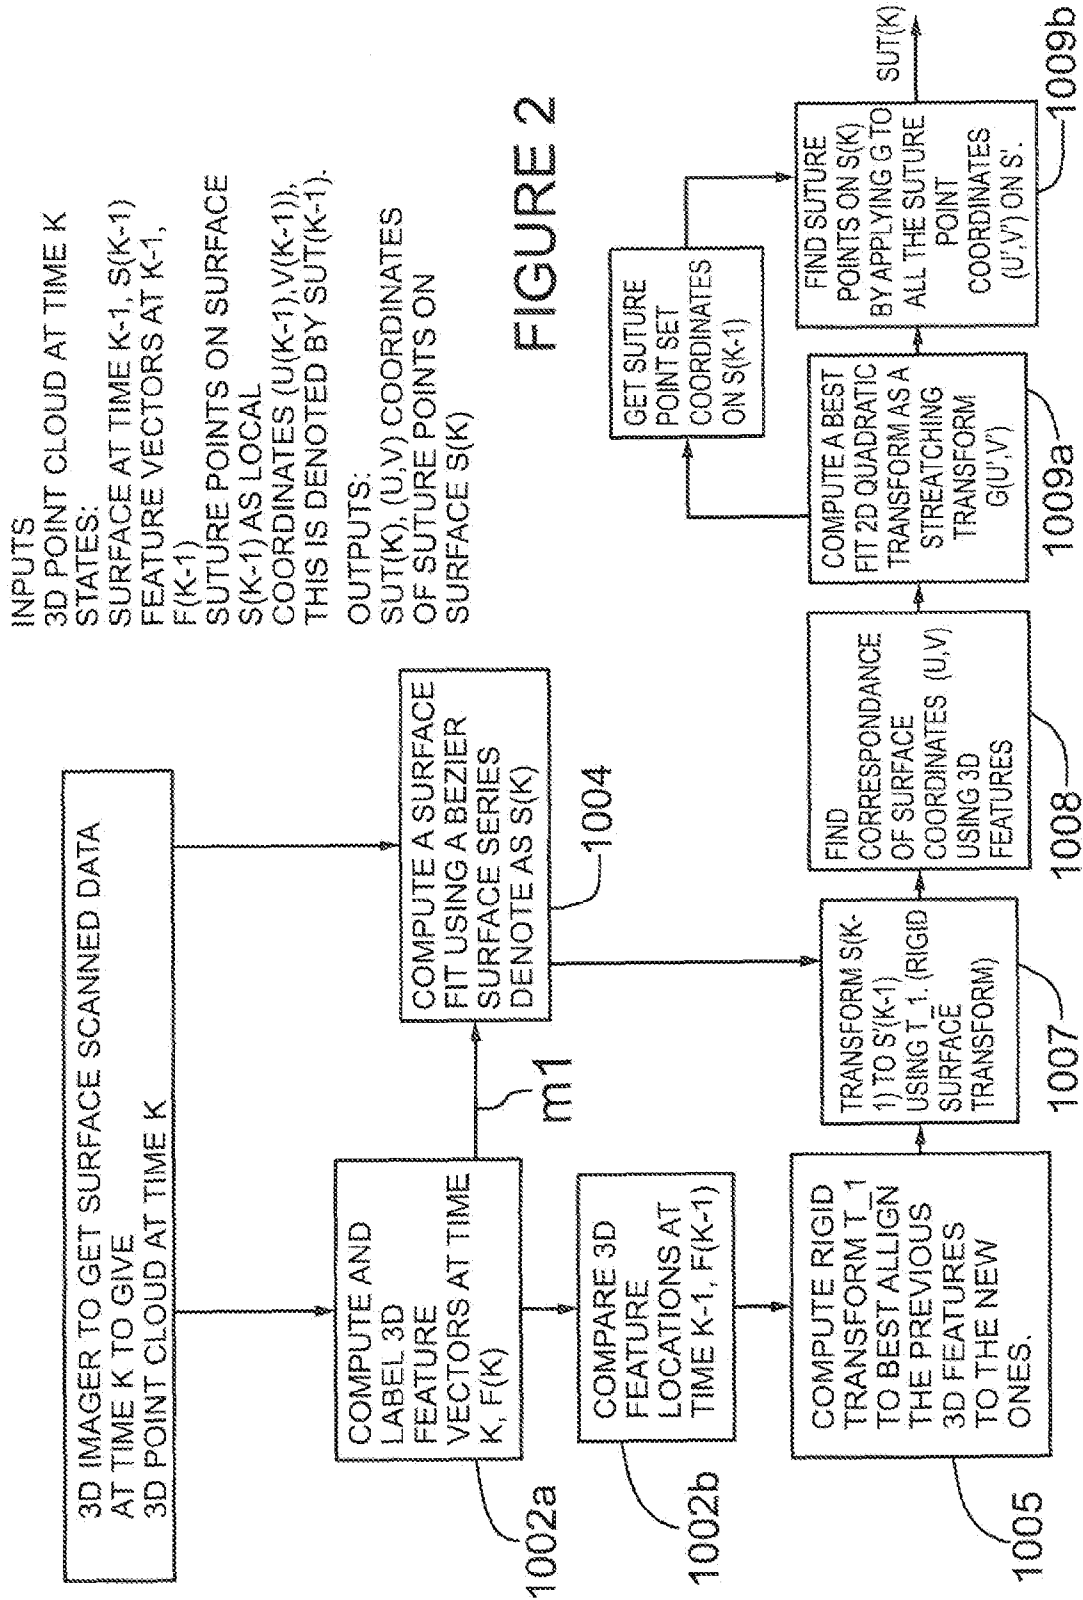 INPUTS
3D POINT CLOUD AT TIME K
STATES:
SURFACE AT TIME K-1, S(K-1)
FEATURE VECTORS AT K-1,
F(K-1)
SUTURE POINTS ON SURFACE
S(K-1) AS LOCAL
COORDINATES (U(K-1),V(K-1)),
THIS IS DENOTED BY SUT(K-1).
OUTPUTS:
SUT(K), (U,V) COORDINATES
OF SUTURE POINTS ON
SURFACE S(K)
3D IMAGER TO GET SURFACE SCANNED DATA
AT TIME K TO GIVE
3D POINT CLOUD AT TIME K
COMPUTE AND
LABEL 3D
FEATURE
VECTORS AT TIME
K, F(K)
1002a
m1
COMPUTE A SURFACE
FIT USING A BEZIER
SURFACE SERIES
DENOTE AS S(K)
1004
FIGURE 2
COMPARE 3D
FEATURE
LOCATIONS AT
TIME K-1, F(K-1)
1002b
GET SUTURE
POINT SET
COORDINATES
ON S(K-1)
COMPUTE RIGID
TRANSFORM T_1
TO BEST ALLIGN
THE PREVIOUS
3D FEATURES
TO THE NEW
ONES.
1005
TRANSFORM S(K-
1) TO S'(K-1)
USING T_1. (RIGID
SURFACE
TRANSFORM)
1007
FIND
CORRESPONDANCE
OF SURFACE
COORDINATES (U,V)
USING 3D
FEATURES
1008
COMPUTE A BEST
FIT 2D QUADRATIC
TRANSFORM AS A
STREATCHING
TRANSFORM
G(U',V')
1009a
FIND SUTURE
POINTS ON S(K)
BY APPLYING G TO
ALL THE SUTURE
POINT
COORDINATES
(U',V') ON S'.
1009b
SUT(K)